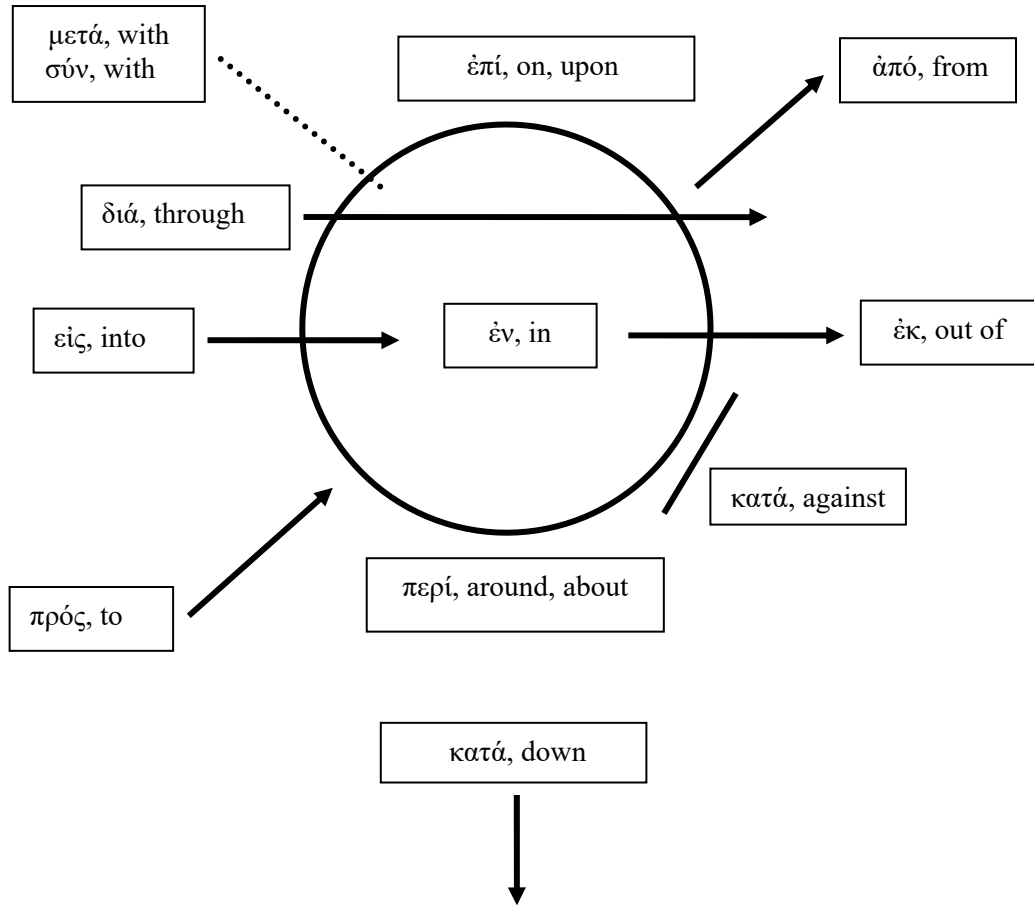 μετά, with
σύν, with
ἐπί, on, upon
ἀπό, from
διά, through
εἰς, into
ἐν, in
ἐκ, out of
κατά, against
περί, around, about
πρός, to
κατά, down